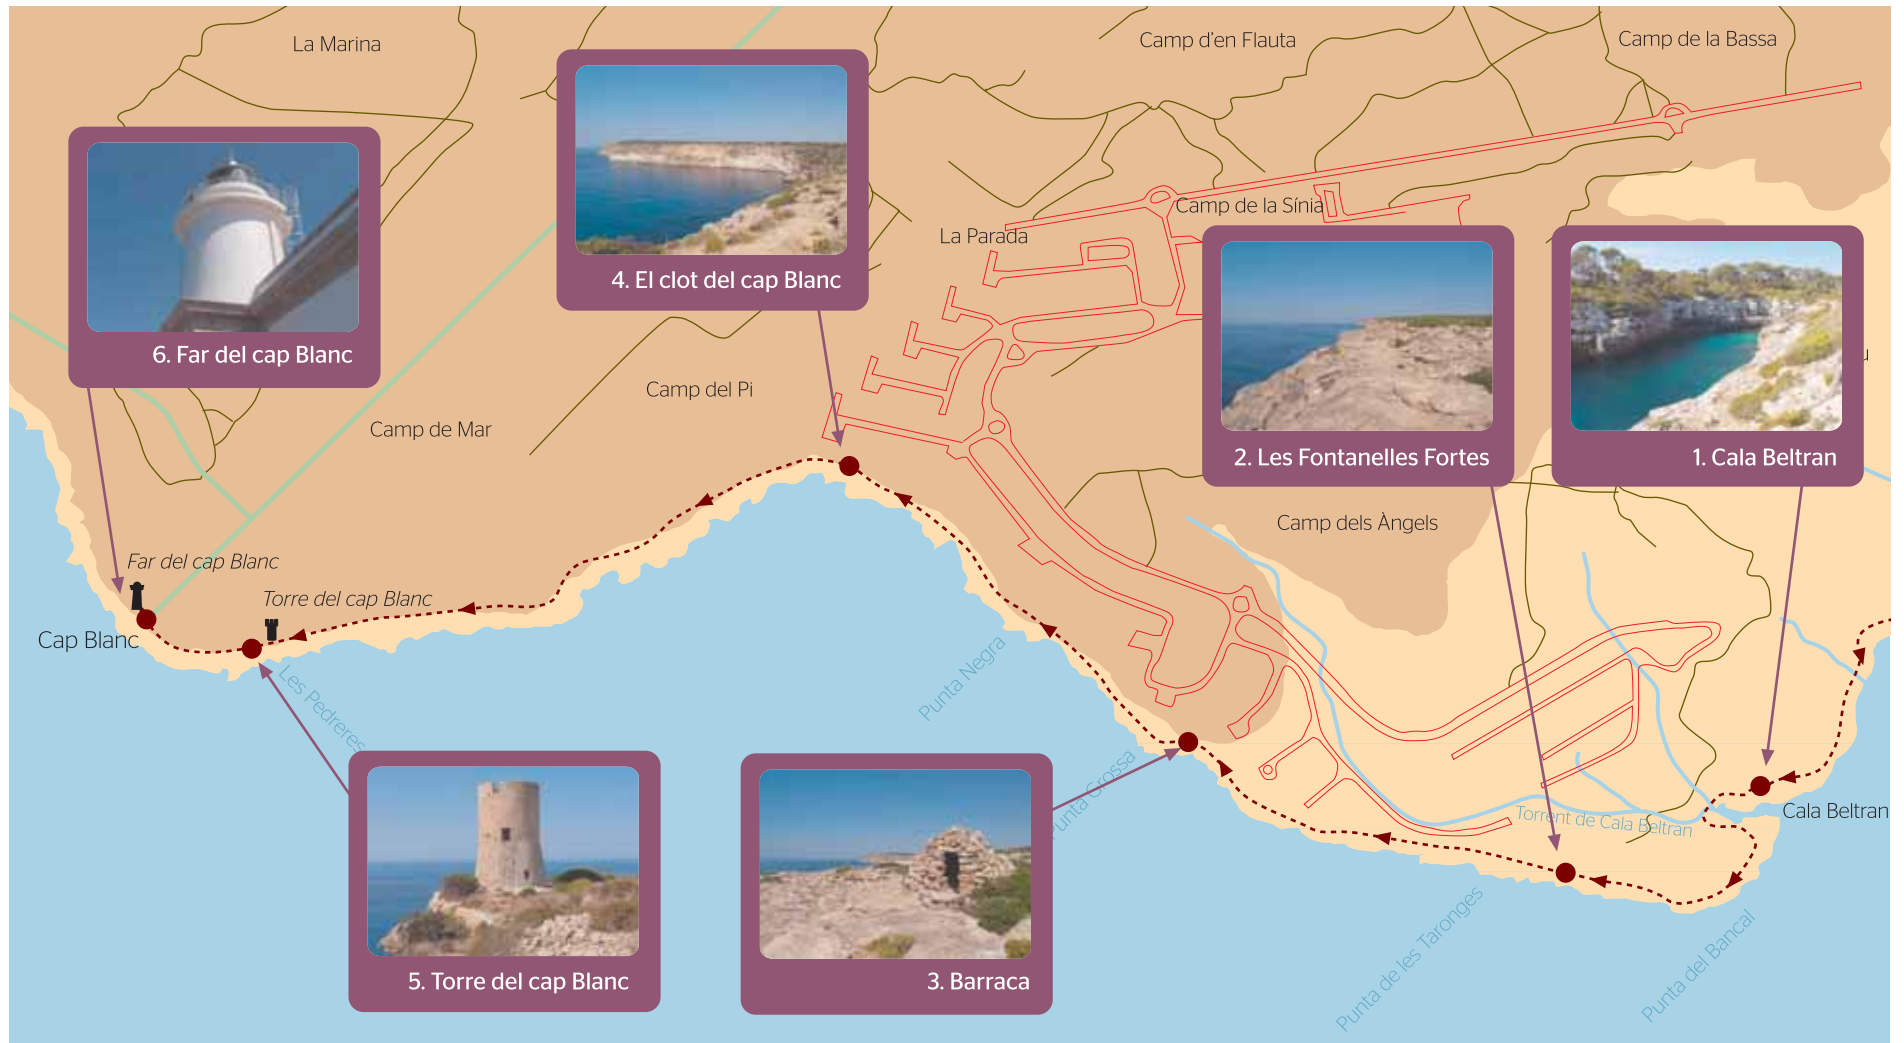 La Marina
Camp d'en Flauta
Camp de la Bassa
Camp de la Sínia
La Parada
4. El clot del cap Blanc
6. Far del cap Blanc
Camp del Pi
Camp de Mar
2. Les Fontanelles Fortes
1. Cala Beltran
Camp dels Àngels
Far del cap Blanc
Torre del cap Blanc
Cap Blanc
Les Pedreres
Punta Negra
Punta Grossa
Torrent de Cala Beltran
Cala Beltran
Punta de les Taronges
Punta del Bancal
5. Torre del cap Blanc
3. Barraca